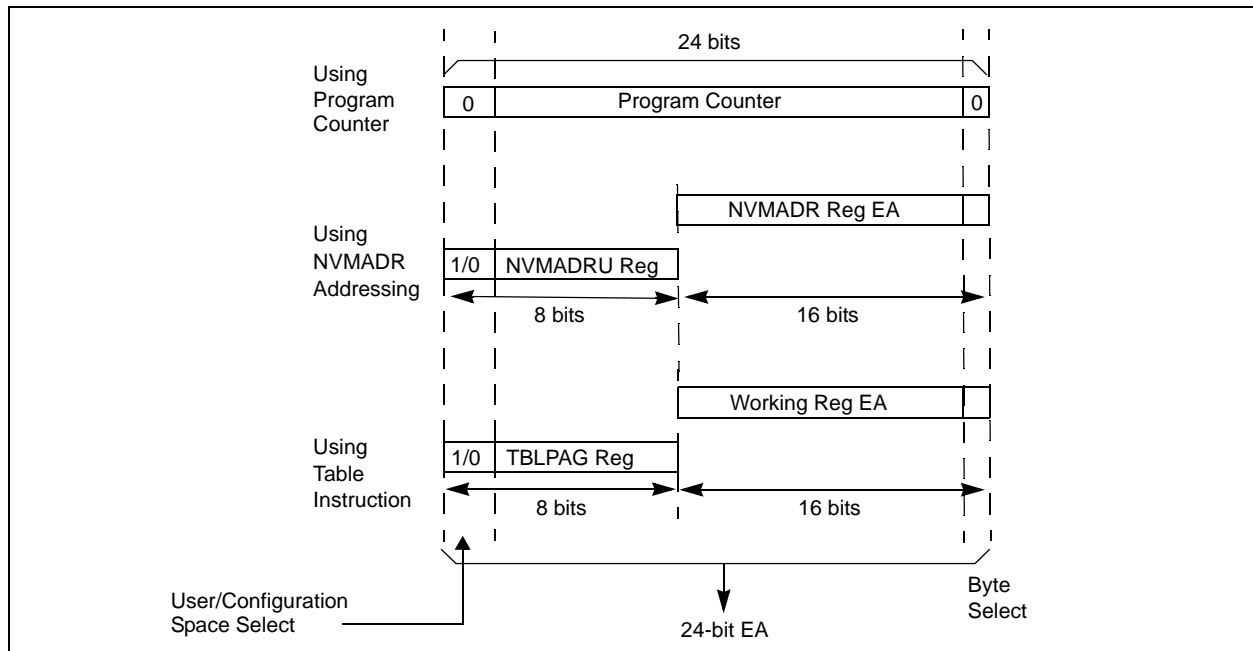 24 bits
Using
Program
Counter
0
Program Counter
0
NVMADR Reg EA
Using
NVMADR
Addressing
1/0
NVMADRU Reg
8 bits
16 bits
Working Reg EA
Using
Table
Instruction
1/0
TBLPAG Reg
8 bits
16 bits
User/Configuration
Space Select
24-bit EA
Byte
Select